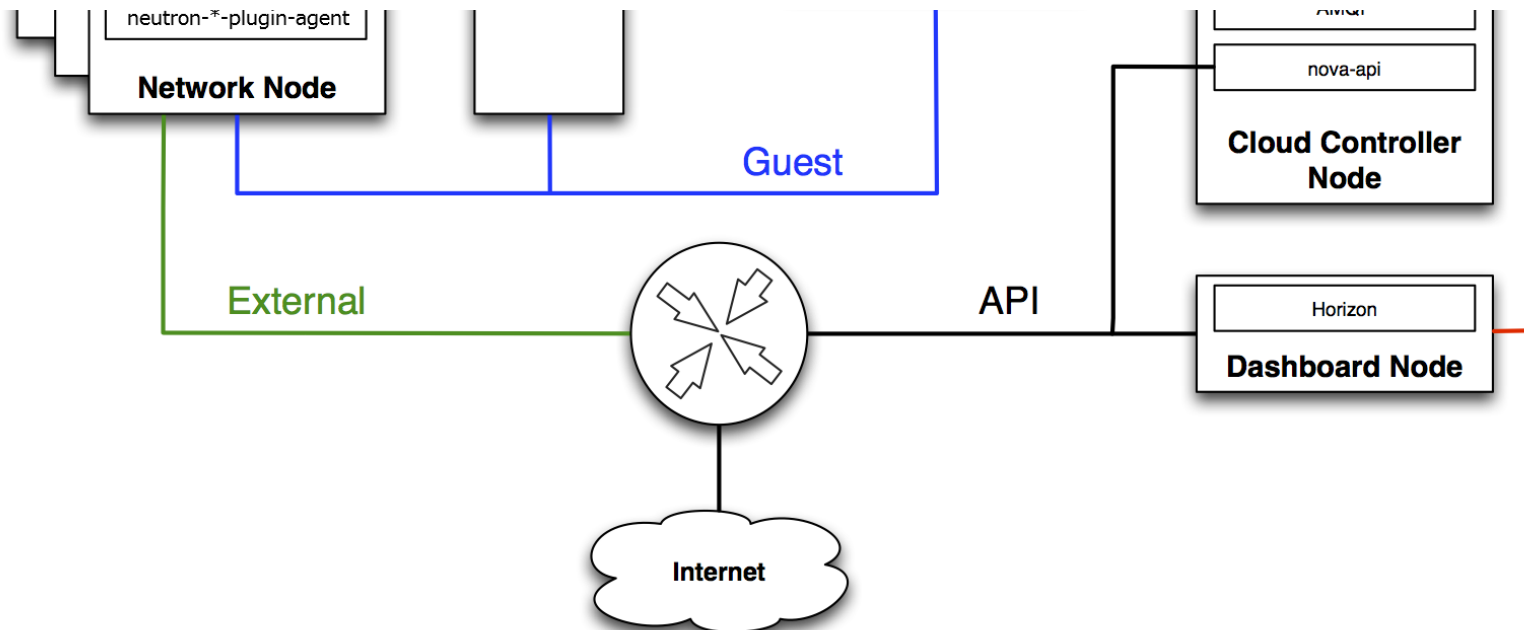 neutron-*-plugin-agent
Network Node
nova-api
Cloud Controller
Node
Guest
External
API
Horizon
Dashboard Node
Internet